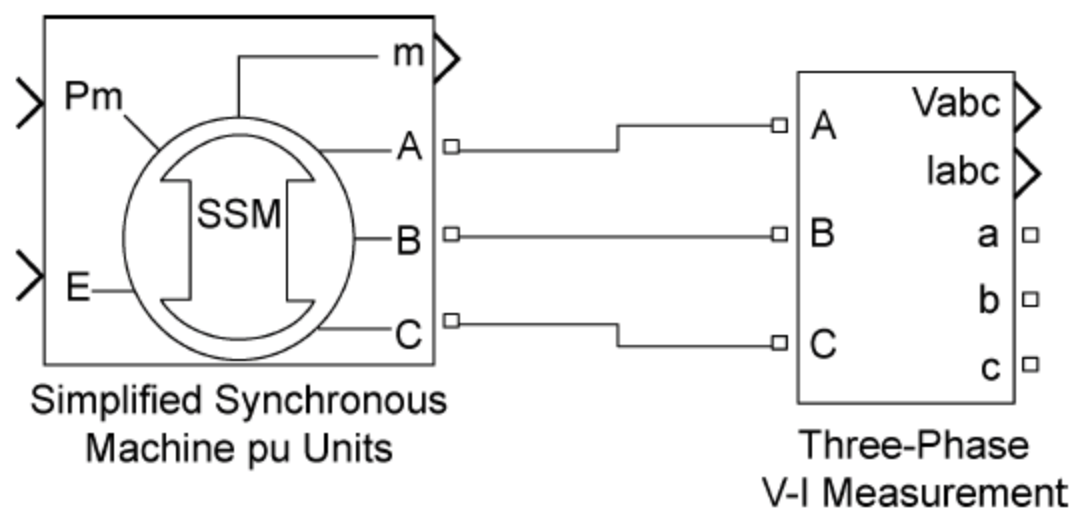 m
Pm
A
SSM
B
E
C
Simplified Synchronous
Machine pu Units
Vabc
A
Iabc
B
a
b
C
c
Three-Phase
V-I Measurement